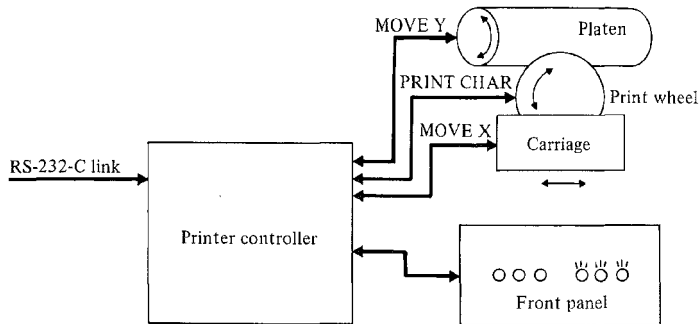 MOVE Y
Platen
PRINT CHAR
Print wheel
MOVE X
Carriage
RS-232-C link
Printer controller
Front panel